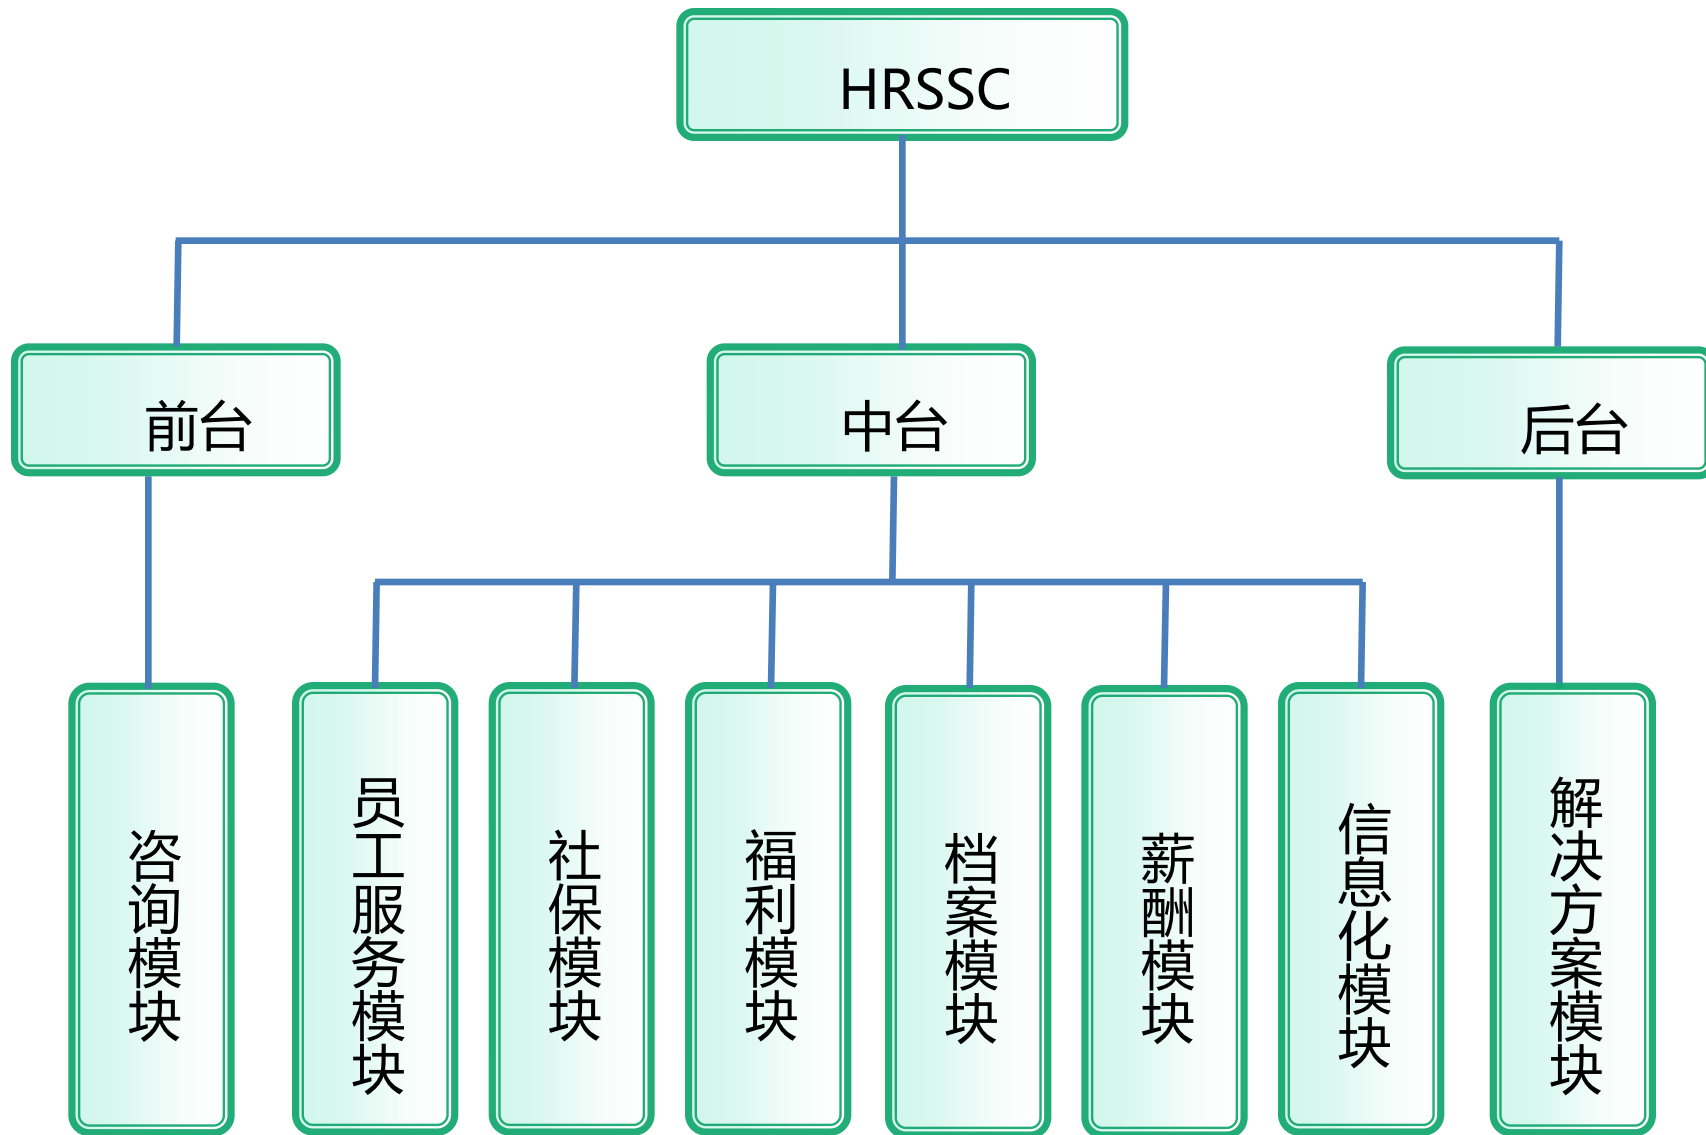 HRSSC
前台
中台
后台
咨询模块
员工服务模块
社保模块
福利模块
档案模块
薪酬模块
信息化模块
解决方案模块